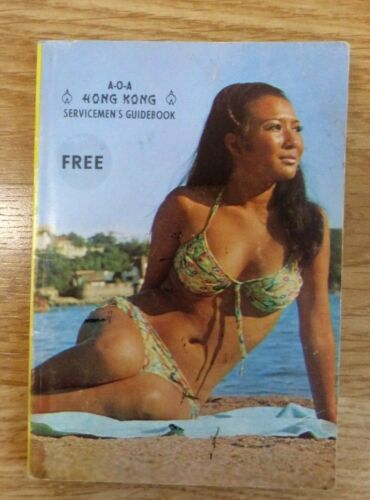 A-O-A
HONG KONG
SERVICEMEN'S GUIDEBOOK
FREE